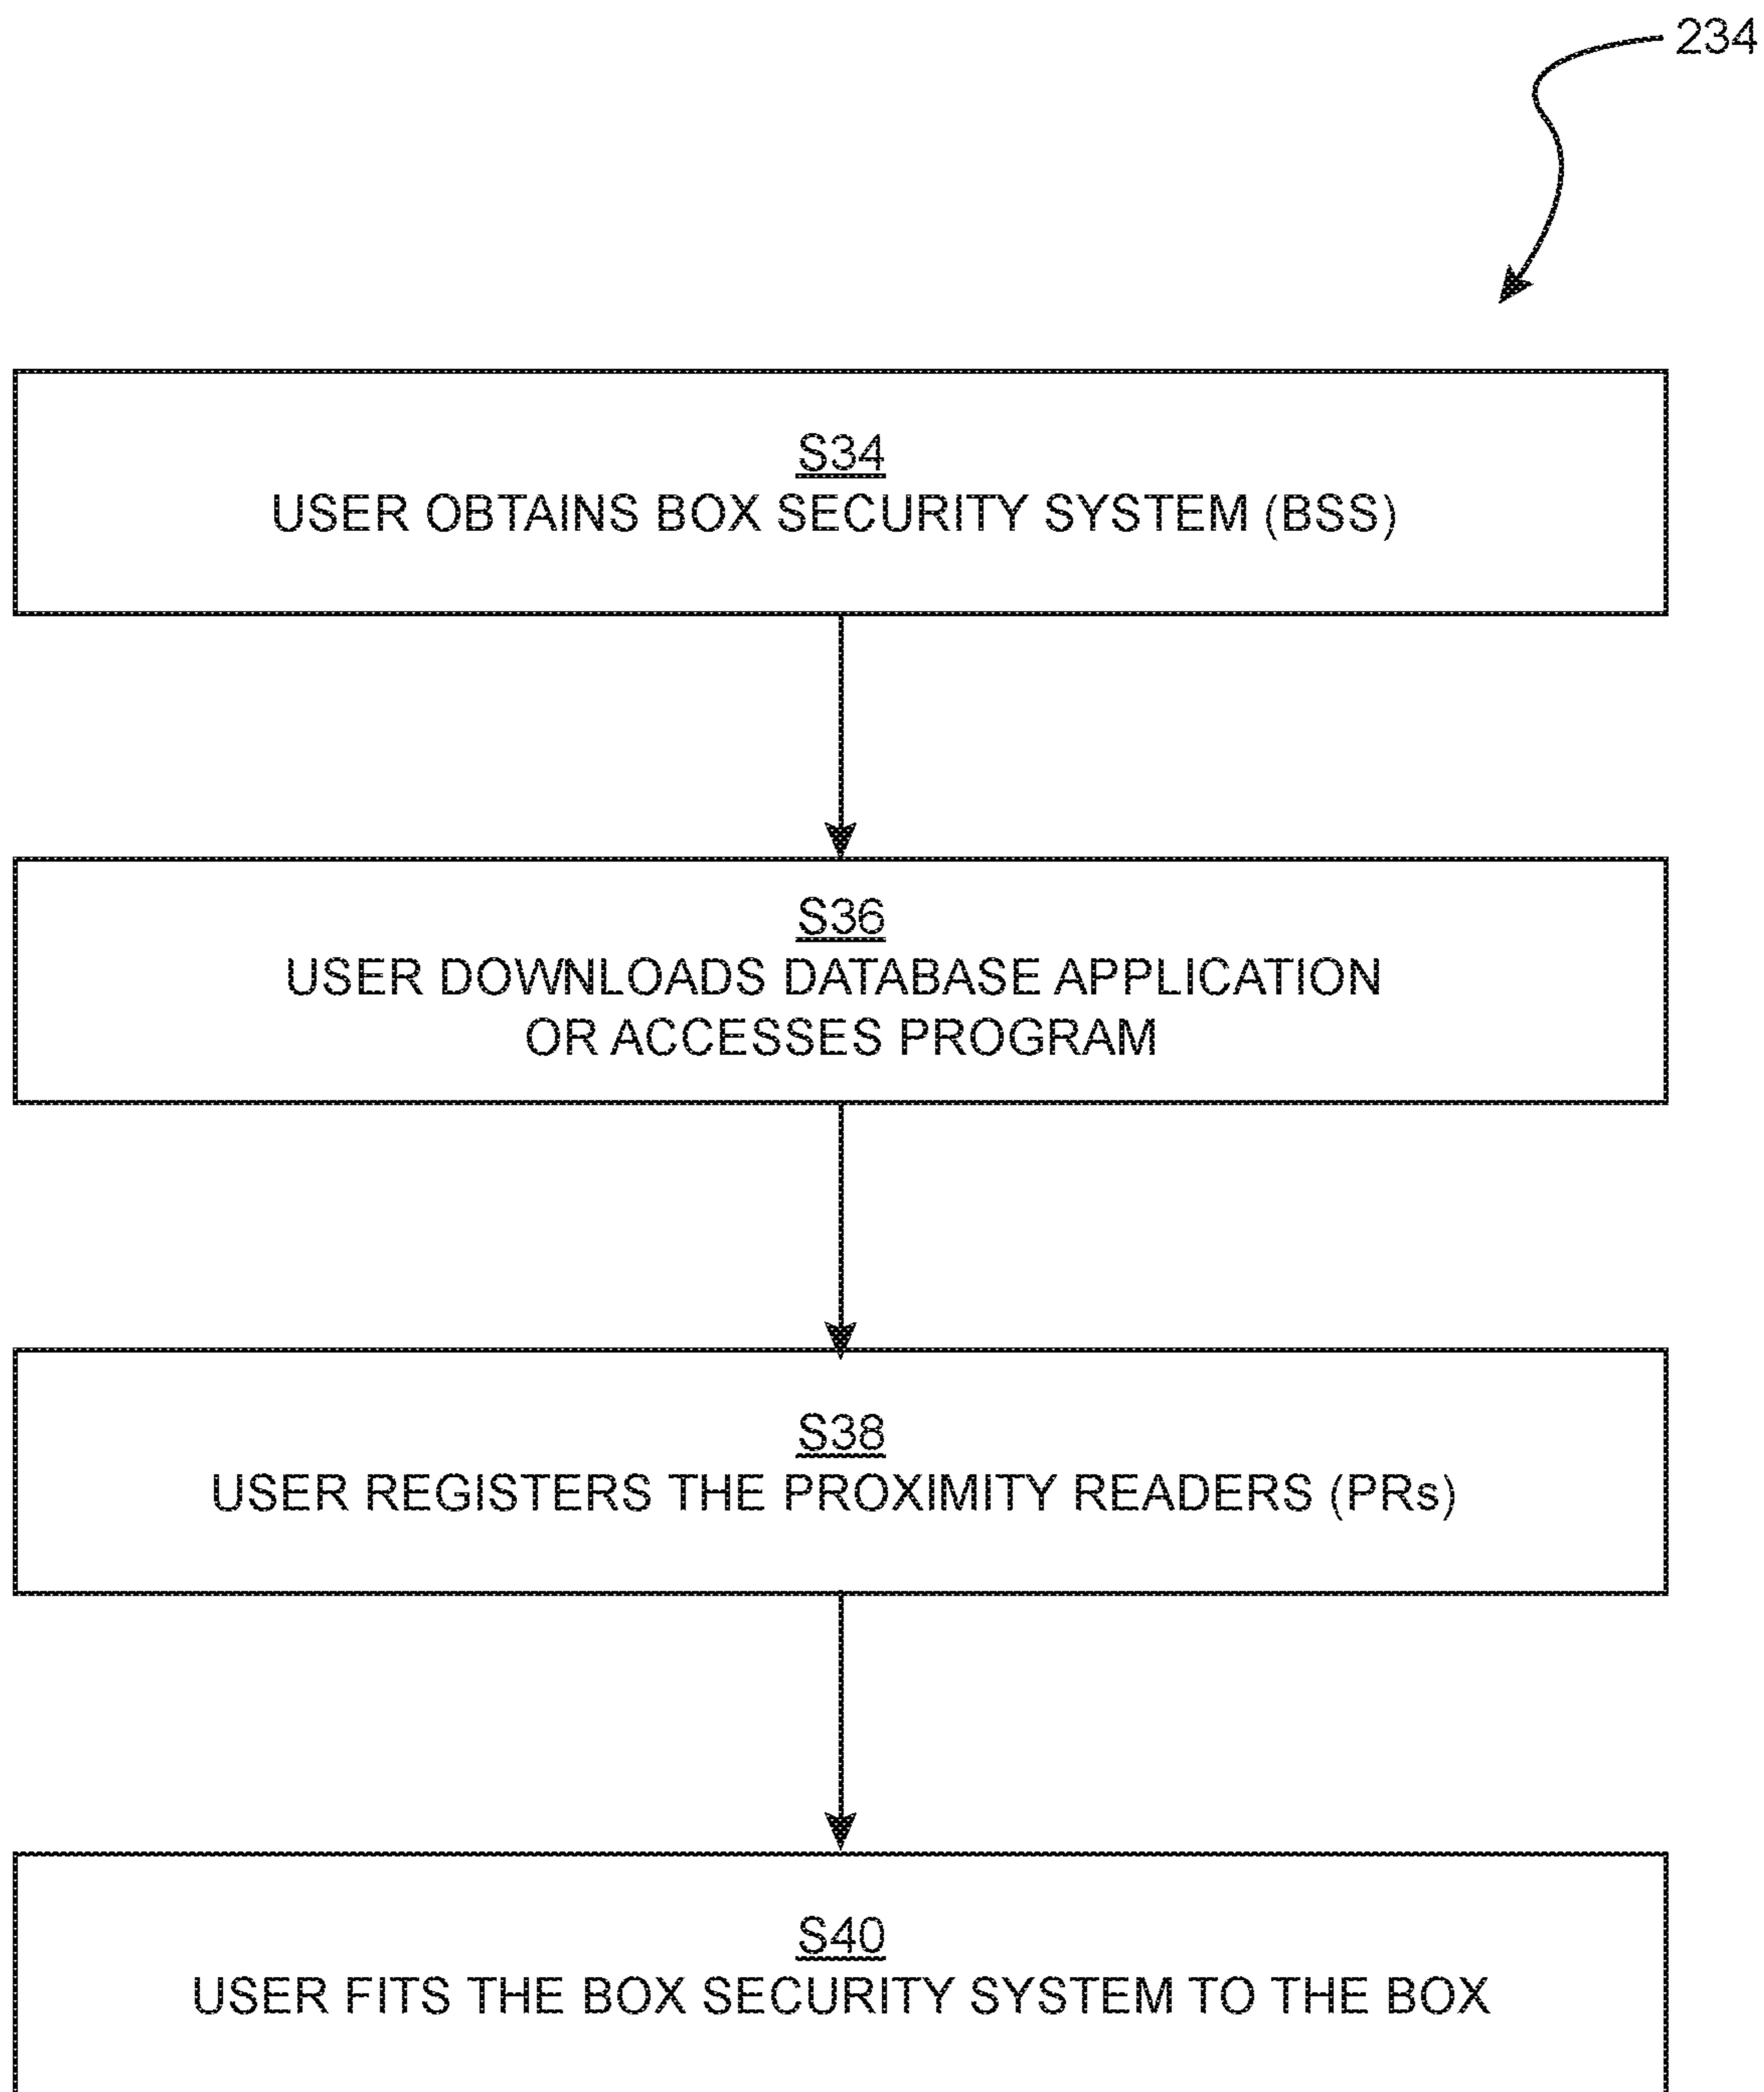 234
S34
USER OBTAINS BOX SECURITY SYSTEM (BSS)
S36
USER DOWNLOADS DATABASE APPLICATION
OR ACCESSES PROGRAM
S38
USER REGISTERS THE PROXIMITY READERS (PRs)
S40
USER FITS THE BOX SECURITY SYSTEM TO THE BOX